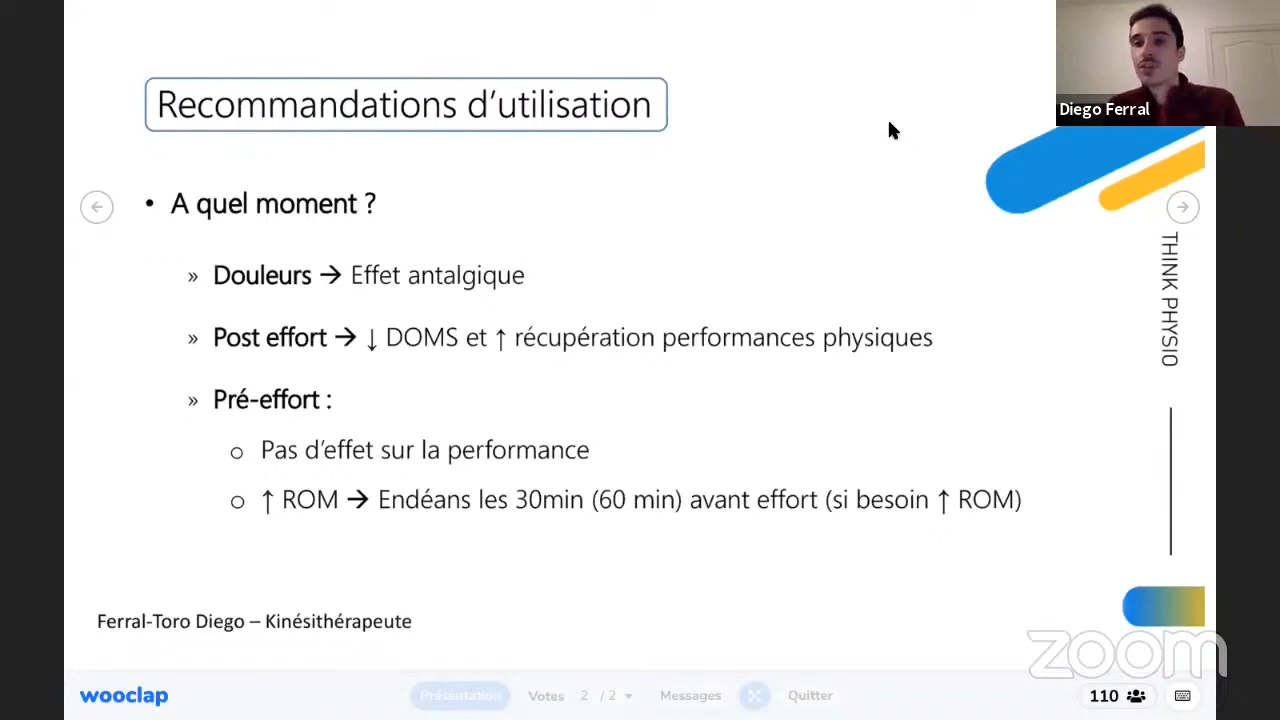 Recommandations d’utilisation
Diego Ferral
• A quel moment ?
» Douleurs → Effet antalgique
» Post effort → ↓ DOMS et ↑ récupération performances physiques
» Pré-effort :
o Pas d’effet sur la performance
o ↑ ROM → Endéans les 30min (60 min) avant effort (si besoin ↑ ROM)
THINK PHYSIO
Ferral-Toro Diego – Kinésithérapeute
zoom
wooclap
Présentation
Votes 2 / 2
Messages
Quitter
110